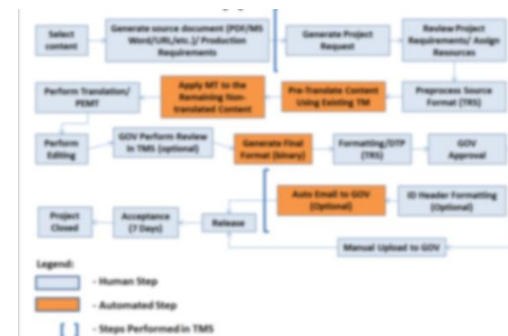 Select
content
Generate source document (PDF/MS
Word/URL/etc.)/ Production
Requirements
Generate Project
Request
Review Project
Requirements/ Assign
Resources
Perform Translation/
PEMT
Apply MT to the
Remaining Non-
translated Content
Pre-Translate Content
Using Existing TM
Preprocess Source
Format (TRS)
Perform
Editing
GOV Perform Review
in TMS (optional)
Generate Final
Format (binary)
Formatting/DTP
(TRS)
GOV
Approval
Project
Closed
Acceptance
(7 Days)
Release
Auto Email to GOV
(Optional)
ID Header Formatting
(Optional)
Manual Upload to GOV
Legend:
- Human Step
- Automated Step
- Steps Performed in TMS